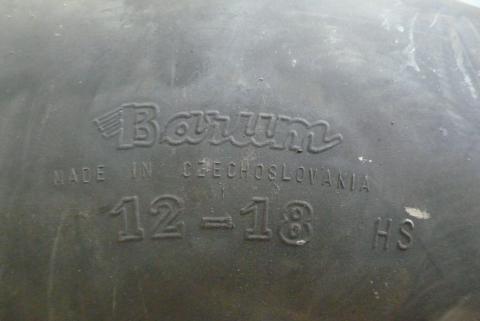 Barum
MADE IN CZECHOSLOVAKIA
12-18 HS